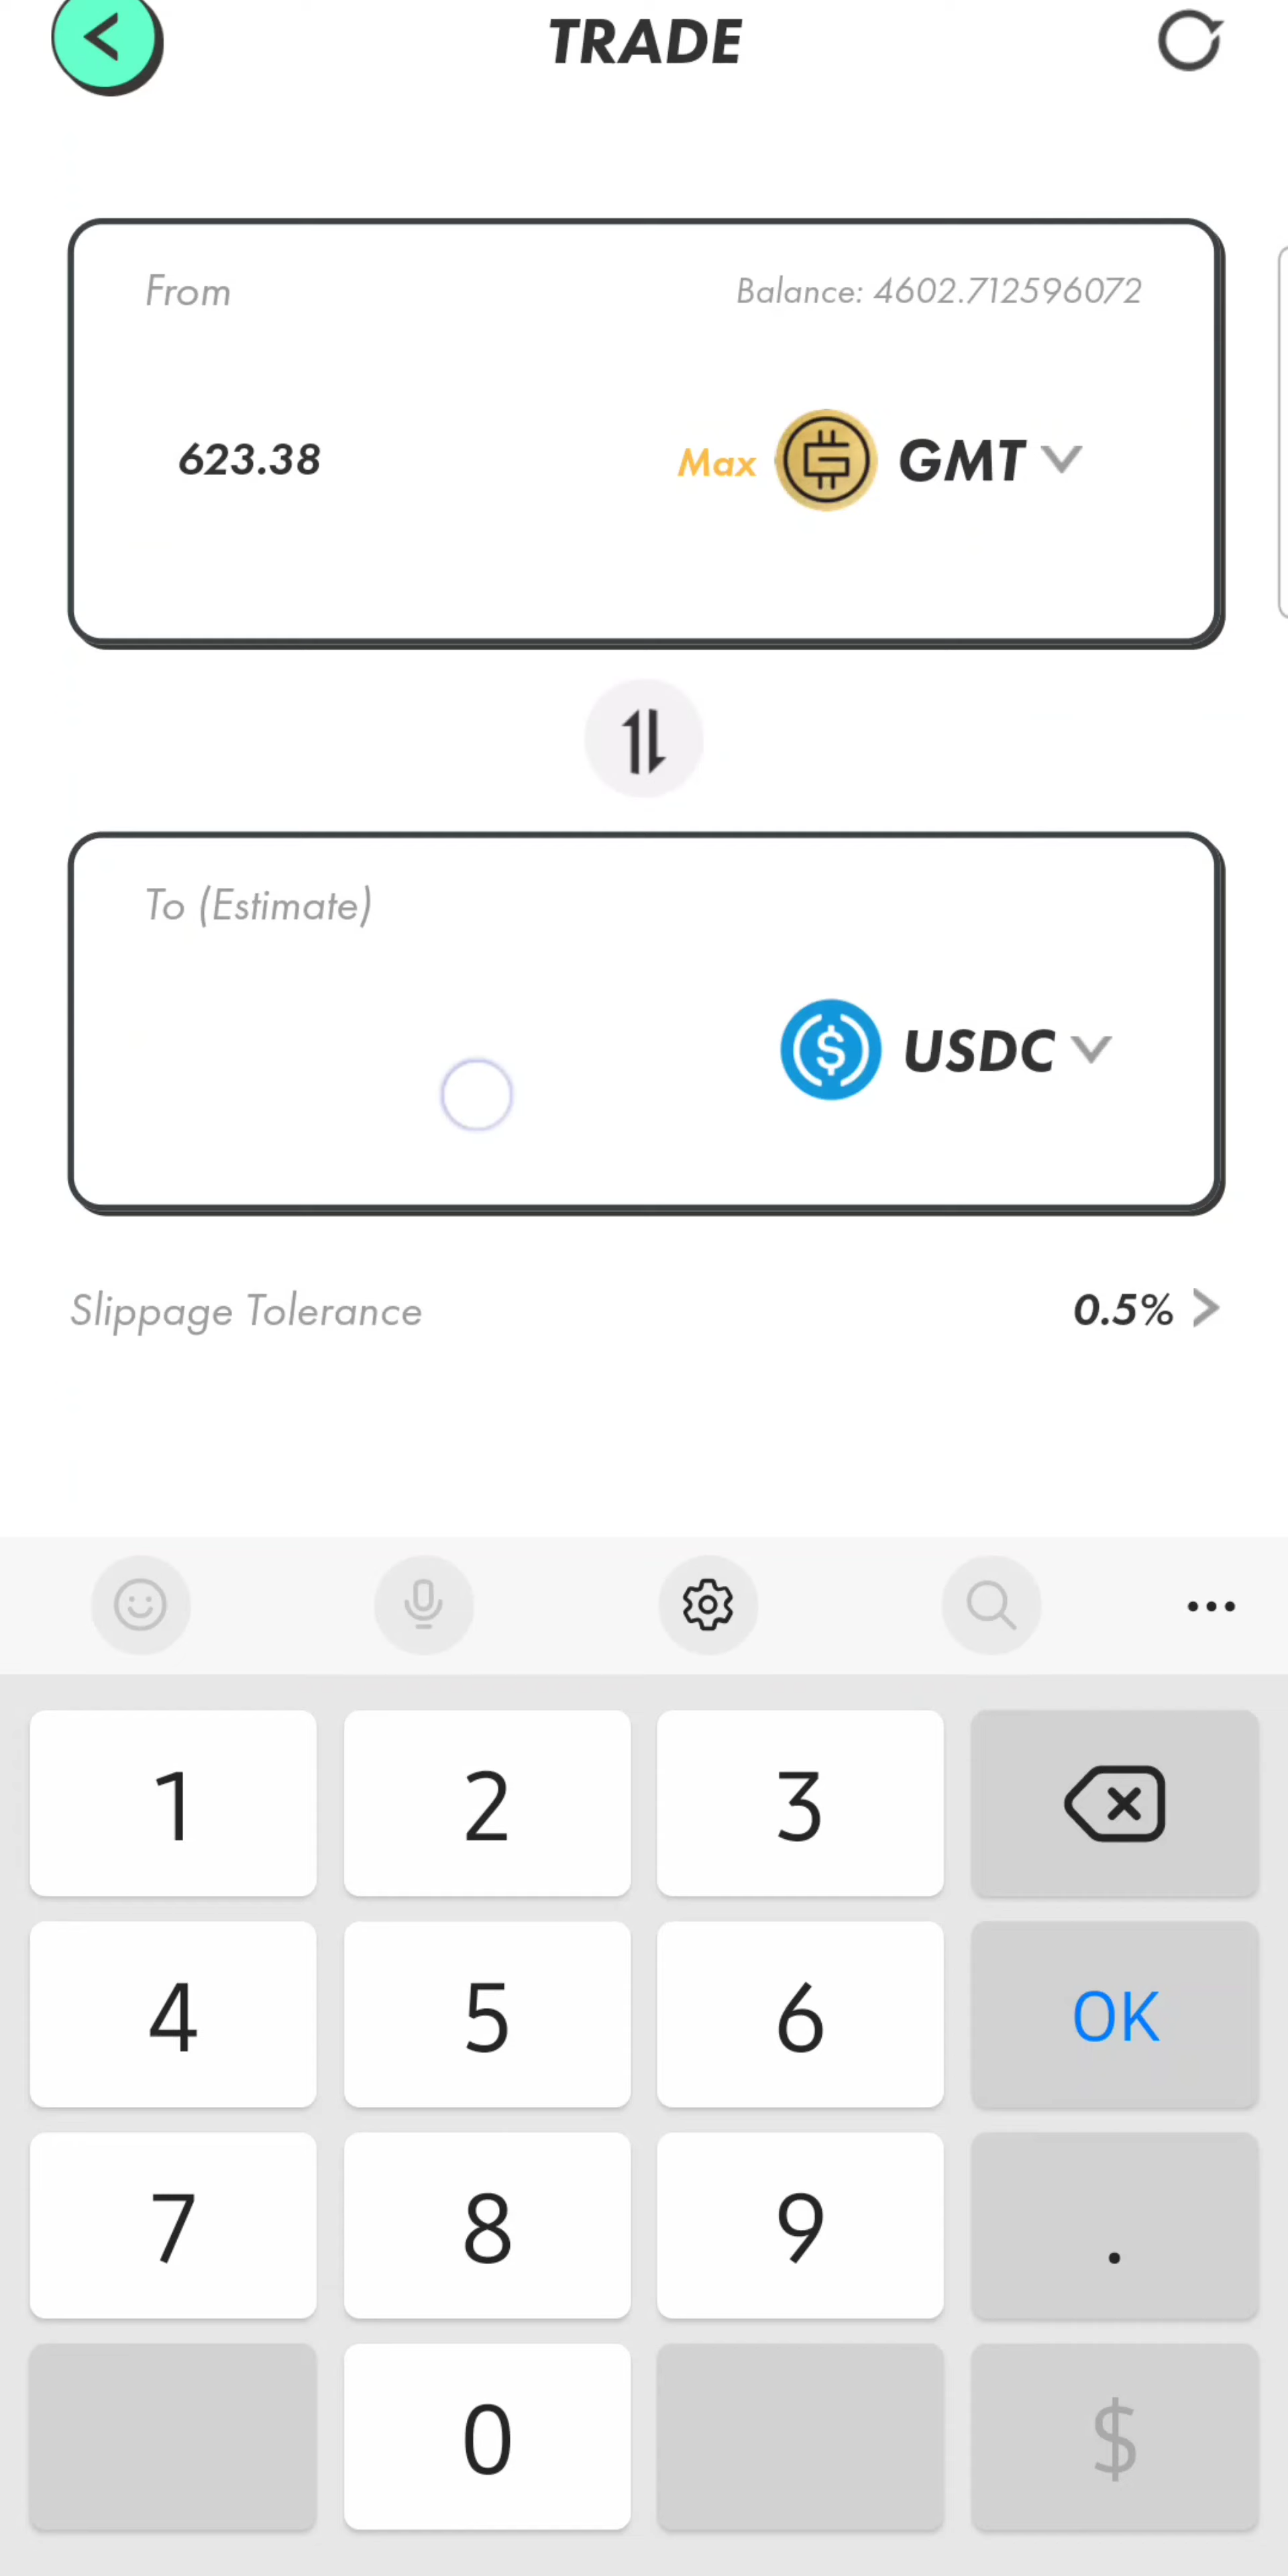 TRADE
From
Balance: 4602.712596072
623.38
Max
GMT
To (Estimate)
USDC
Slippage Tolerance
0.5%
1 2 3
4 5 6 OK
7 8 9 .
0 $